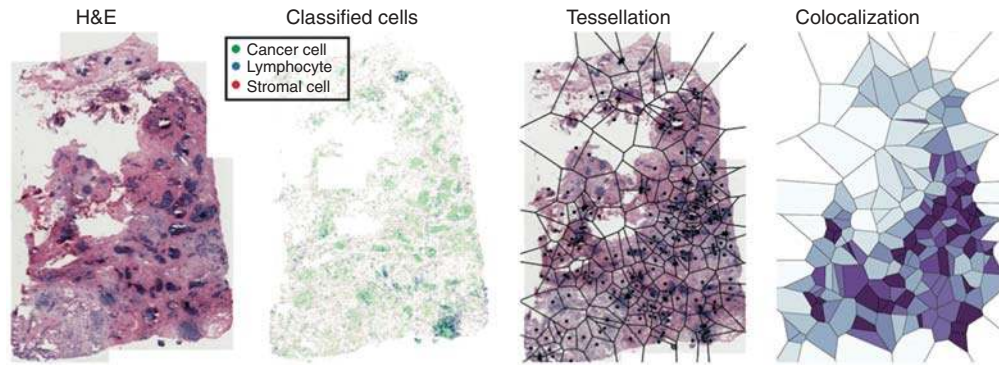 H&E
Classified cells
Tessellation
Colocalization
Cancer cell
Lymphocyte
Stromal cell